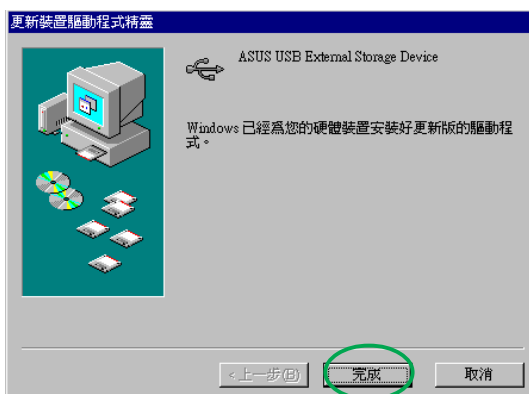 更新裝置驅動程式精靈
ASUS USB External Storage Device
Windows 已經為您的硬體裝置安裝好更新版的驅動程
式。
<上一步(B) 完成 取消